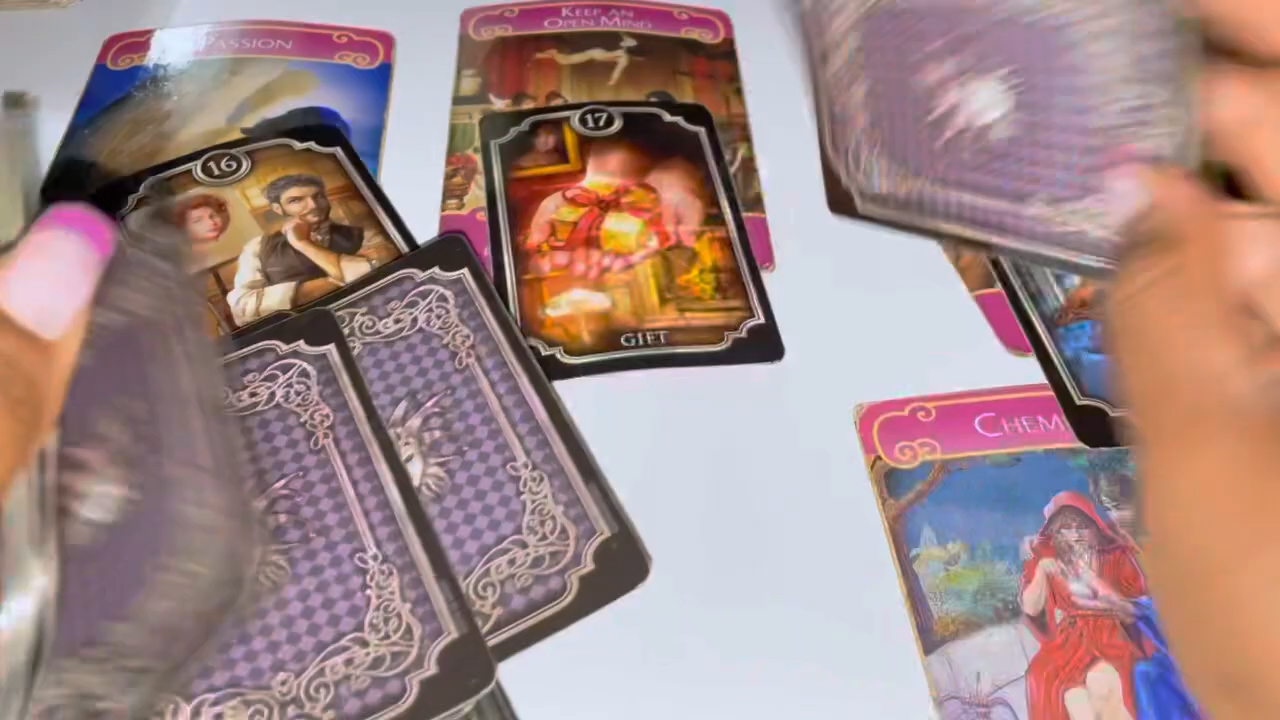 PASSION
KEEP AN
OPEN MIND
16
17
GIFT
CHEM